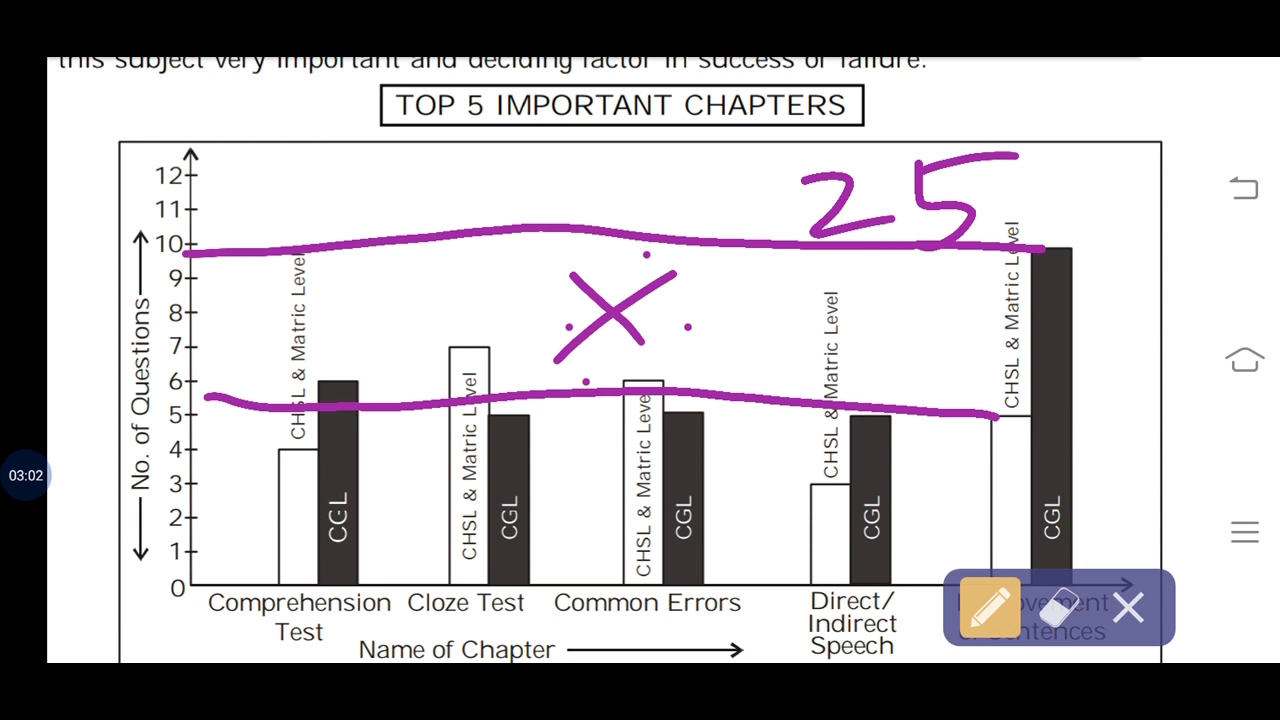 this subject very important and deciding factor in success or failure.
TOP 5 IMPORTANT CHAPTERS
25
12
11
10
9
8
7
6
5
4
3
2
1
0
No. of Questions
CHSL & Matric Level
CGL
CHSL & Matric Level
CGL
CHSL & Matric Level
CGL
CHSL & Matric Level
CGL
CHSL & Matric Level
CGL
03:02
Comprehension Test
Cloze Test
Common Errors
Direct/
Indirect
Speech
Name of Chapter